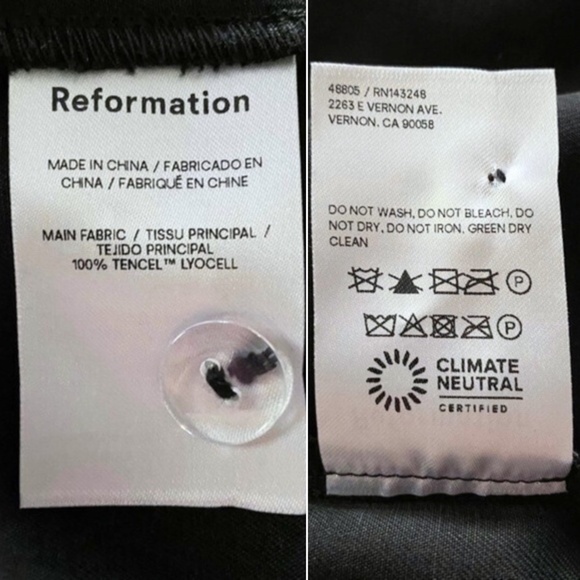 Reformation
MADE IN CHINA / FABRICADO EN
CHINA / FABRIQUÉ EN CHINE
MAIN FABRIC / TISSU PRINCIPAL /
TEJIDO PRINCIPAL
100% TENCEL™ LYOCELL
48805 / RN143248
2263 E VERNON AVE.
VERNON, CA 90058
DO NOT WASH, DO NOT BLEACH, DO
NOT DRY, DO NOT IRON, GREEN DRY
CLEAN
P
P
CLIMATE
NEUTRAL
CERTIFIED